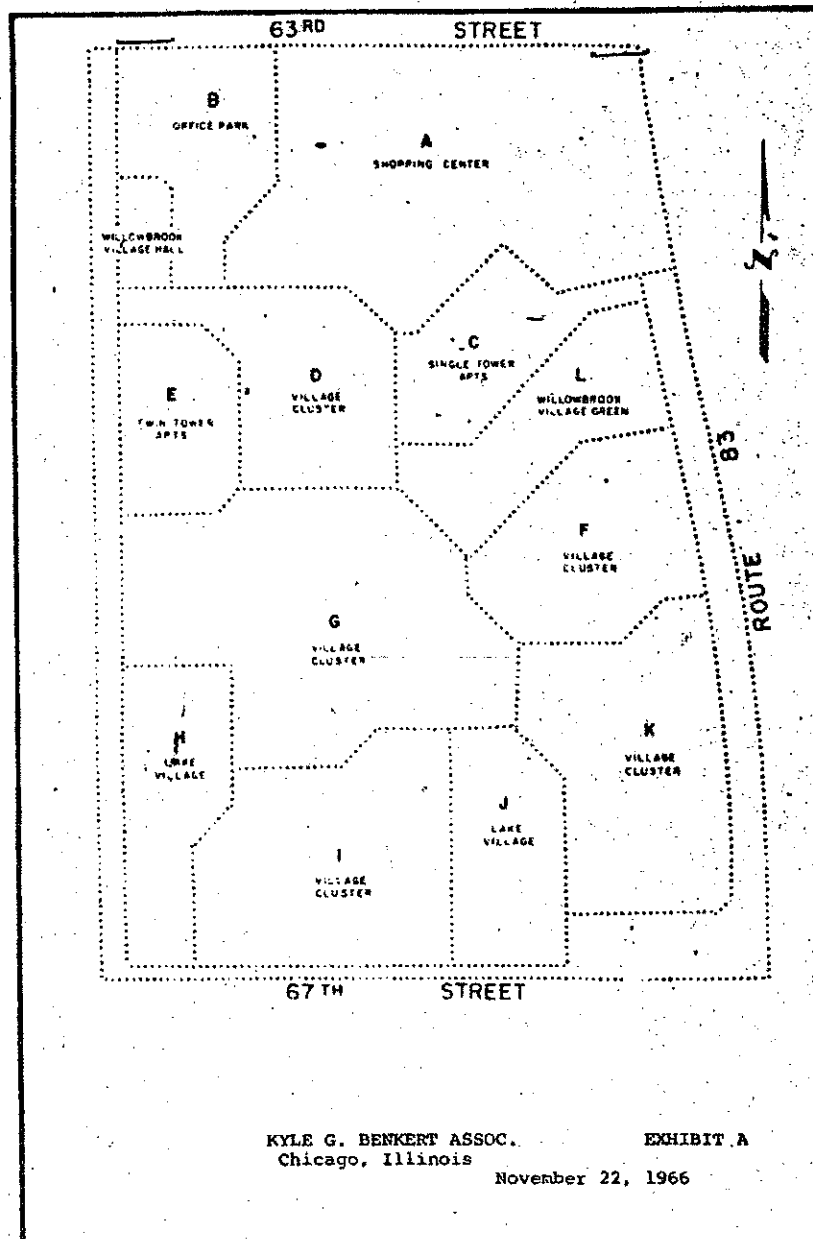 63RD STREET
B
OFFICE PARK
A
SHOPPING CENTER
WILLOWBROOK
VILLAGE HALL
N
C
SINGLE TOWER
APTS
D
VILLAGE
CLUSTER
E
TWIN TOWER
APTS
L
WILLOWBROOK
VILLAGE GREEN
ROUTE 83
F
VILLAGE
CLUSTER
G
VILLAGE
CLUSTER
H
LAKE
VILLAGE
K
VILLAGE
CLUSTER
J
LAKE
VILLAGE
I
VILLAGE
CLUSTER
67TH STREET
KYLE G. BENKERT ASSOC. EXHIBIT A
Chicago, Illinois
November 22, 1966